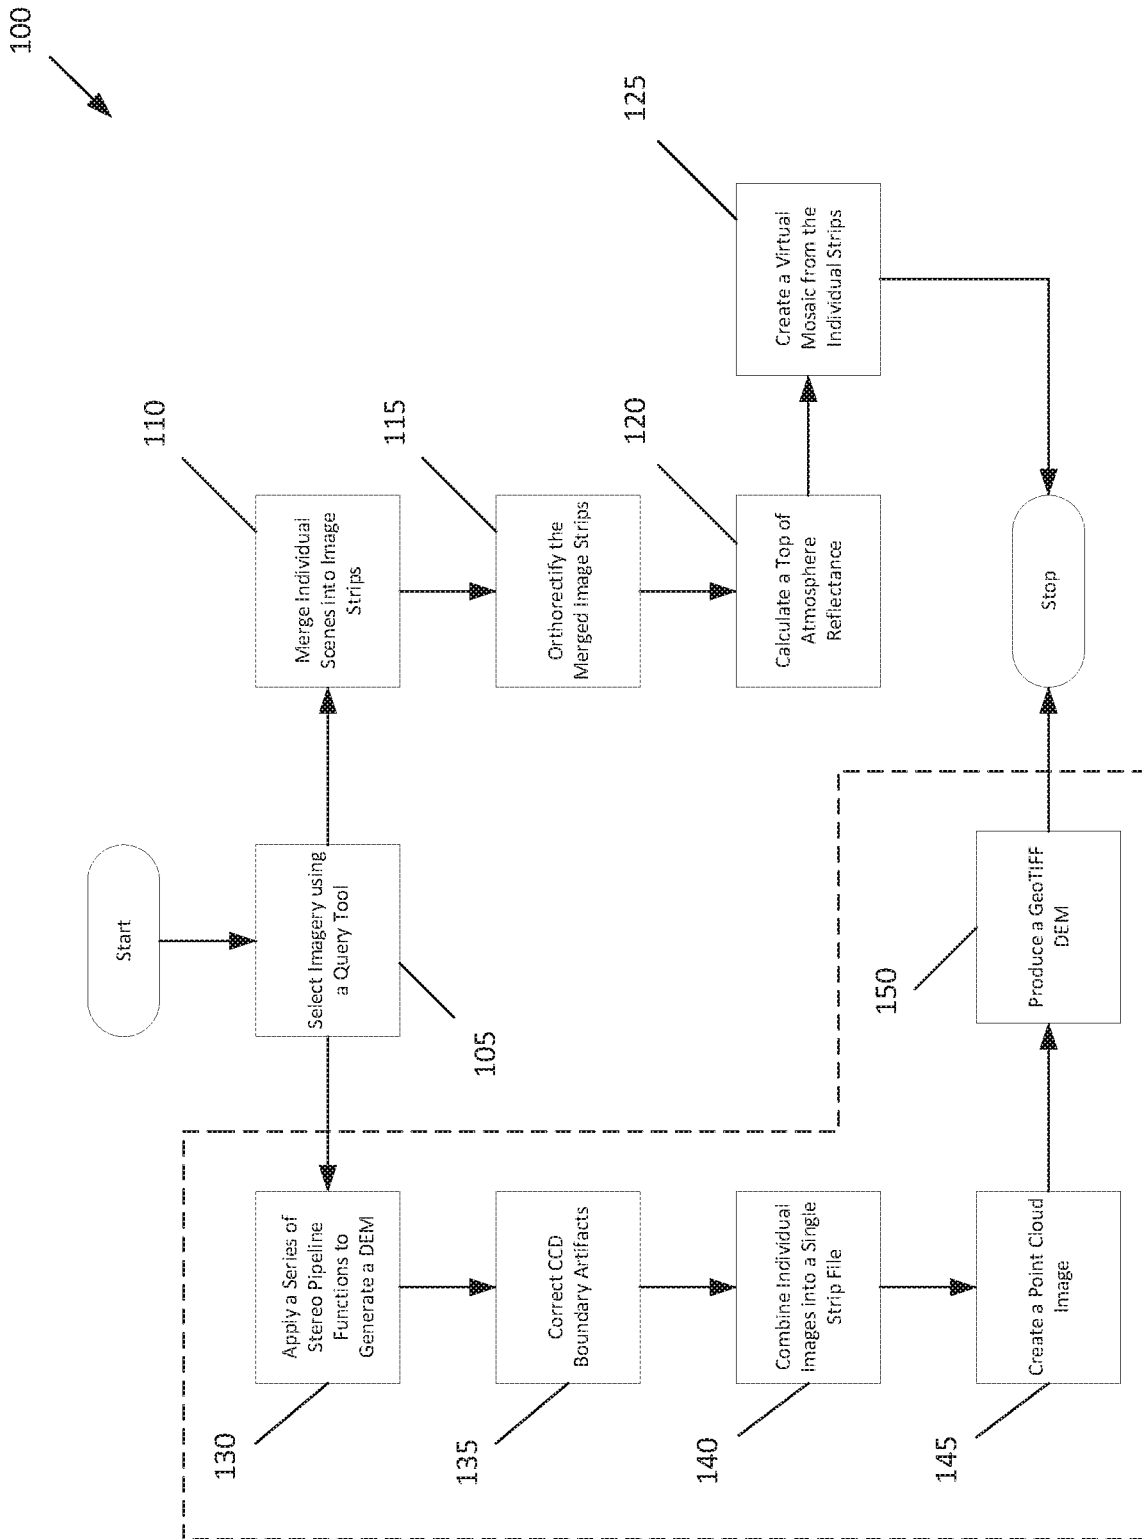 100
Start
Select Imagery using
a Query Tool
105
Merge Individual
Scenes into Image
Strips
110
Orthorectify the
Merged Image Strips
115
Calculate a Top of
Atmosphere
Reflectance
120
Create a Virtual
Mosaic from the
Individual Strips
125
Apply a Series of
Stereo Pipeline
Functions to
Generate a DEM
130
Correct CCD
Boundary Artifacts
135
Combine Individual
Images into a Single
Strip File
140
Create a Point Cloud
Image
145
Produce a GeoTIFF
DEM
150
Stop